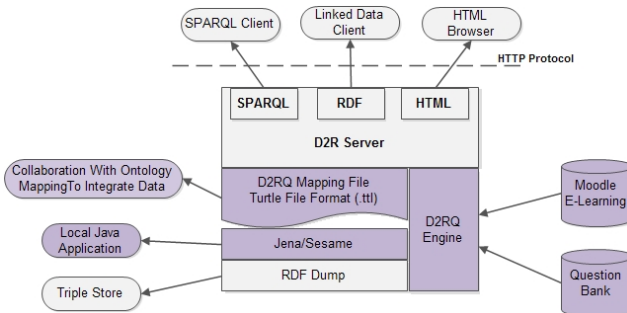 SPARQL Client
Linked Data
Client
HTML
Browser
HTTP Protocol
SPARQL
RDF
HTML
D2R Server
Collaboration With Ontology
MappingTo Integrate Data
D2RQ Mapping File
Turtle File Format (.ttl)
D2RQ
Engine
Moodle
E-Learning
Local Java
Application
Jena/Sesame
RDF Dump
Triple Store
Question
Bank